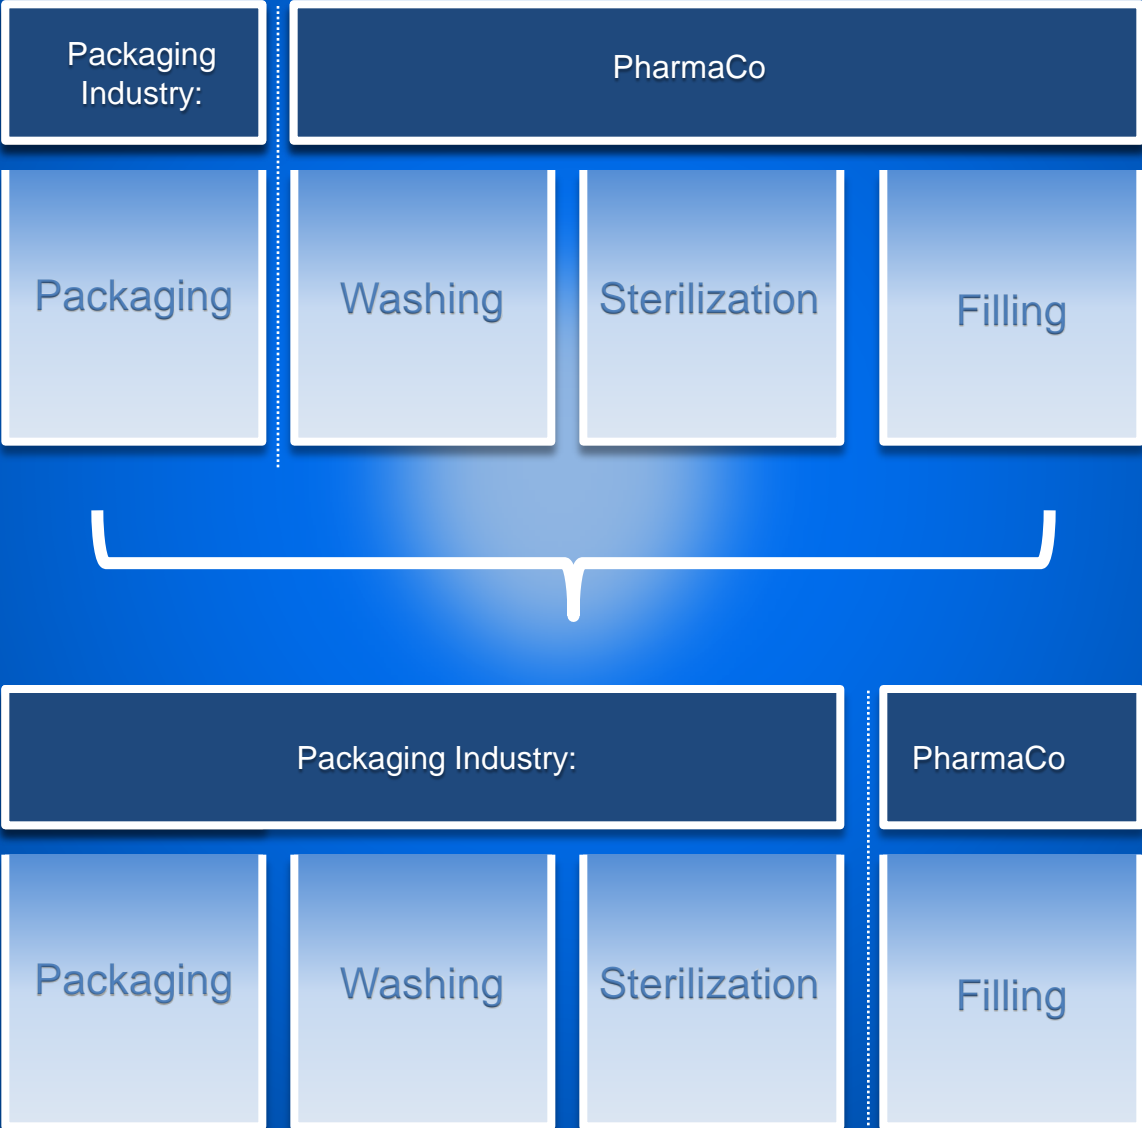 Packaging
Industry:
PharmaCo
Packaging
Washing
Sterilization
Filling
Packaging Industry:
PharmaCo
Packaging
Washing
Sterilization
Filling